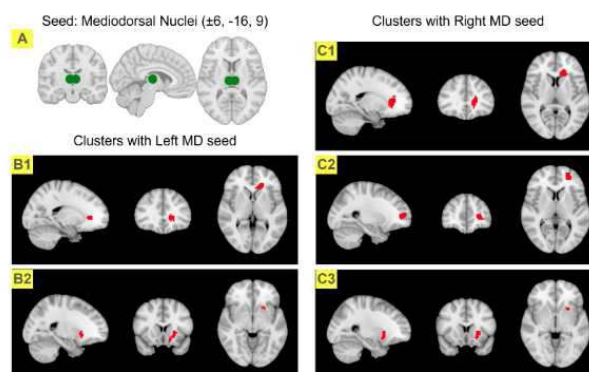 Seed: Mediodorsal Nuclei (±6, -16, 9)
A
Clusters with Left MD seed
B1
B2
Clusters with Right MD seed
C1
C2
C3